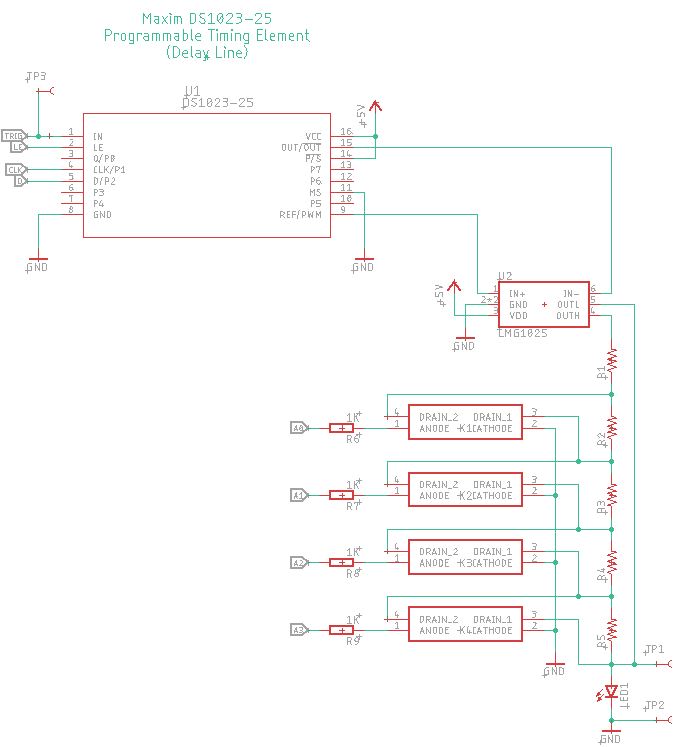 Maxim DS1023-25
Programmable Timing Element
(Delay Line)
TP3
U1
DS1023-25
+5V
TRIG 1 IN VCC 16
LE 2 LE OUT/OUT 15
3 Q/P0 P/S 14
CLK 4 CLK/P1 P7 13
D 5 D/P2 P6 12
6 P3 MS 11
7 P4 P5 10
8 GND REF/PWM 9
GND
GND
U2
+5V
1 IN+ IN- 6
2*2 GND OUTL 5
3 VDD OUTH 4
GND
LMG1025
R1
4 DRAIN_2 DRAIN_1 3
A0 1K R6 1 ANODE K1 CATHODE 2
R2
4 DRAIN_2 DRAIN_1 3
A1 1K R7 1 ANODE K2 CATHODE 2
R3
4 DRAIN_2 DRAIN_1 3
A2 1K R8 1 ANODE K3 CATHODE 2
R4
4 DRAIN_2 DRAIN_1 3
A3 1K R9 1 ANODE K4 CATHODE 2
R5
TP1
GND
LED1
TP2
GND